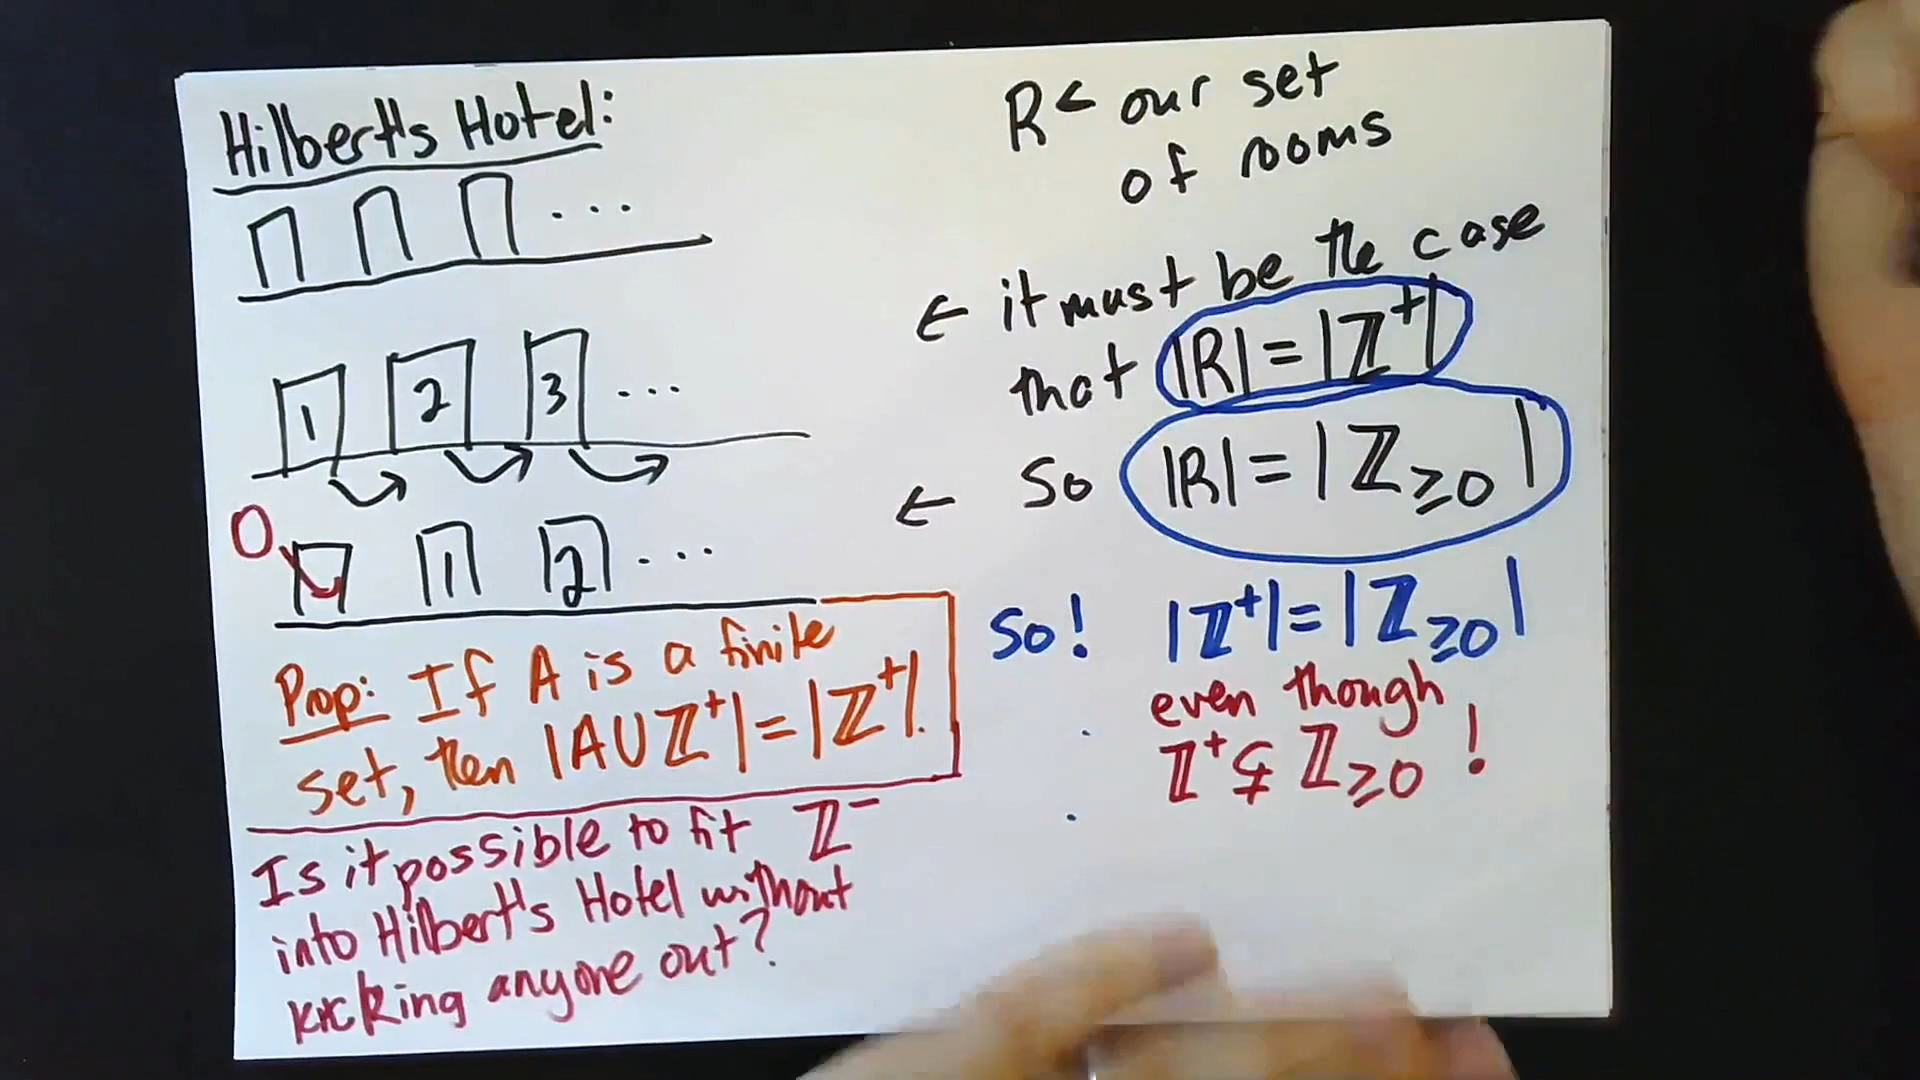 Hilbert's Hotel:
. . .
1 2 3 ...
0
1 2 ...
Prop: If A is a finite
set, then |A∪ℤ⁺|=|ℤ⁺|.
Is it possible to fit ℤ⁻
into Hilbert's Hotel without
kicking anyone out?
R ← our set
of rooms
← it must be the case
that |R|=|ℤ⁺|
← So |R|=|ℤ≥0|
So! |ℤ⁺|=|ℤ≥0|
even though
ℤ⁺⊊ℤ≥0!